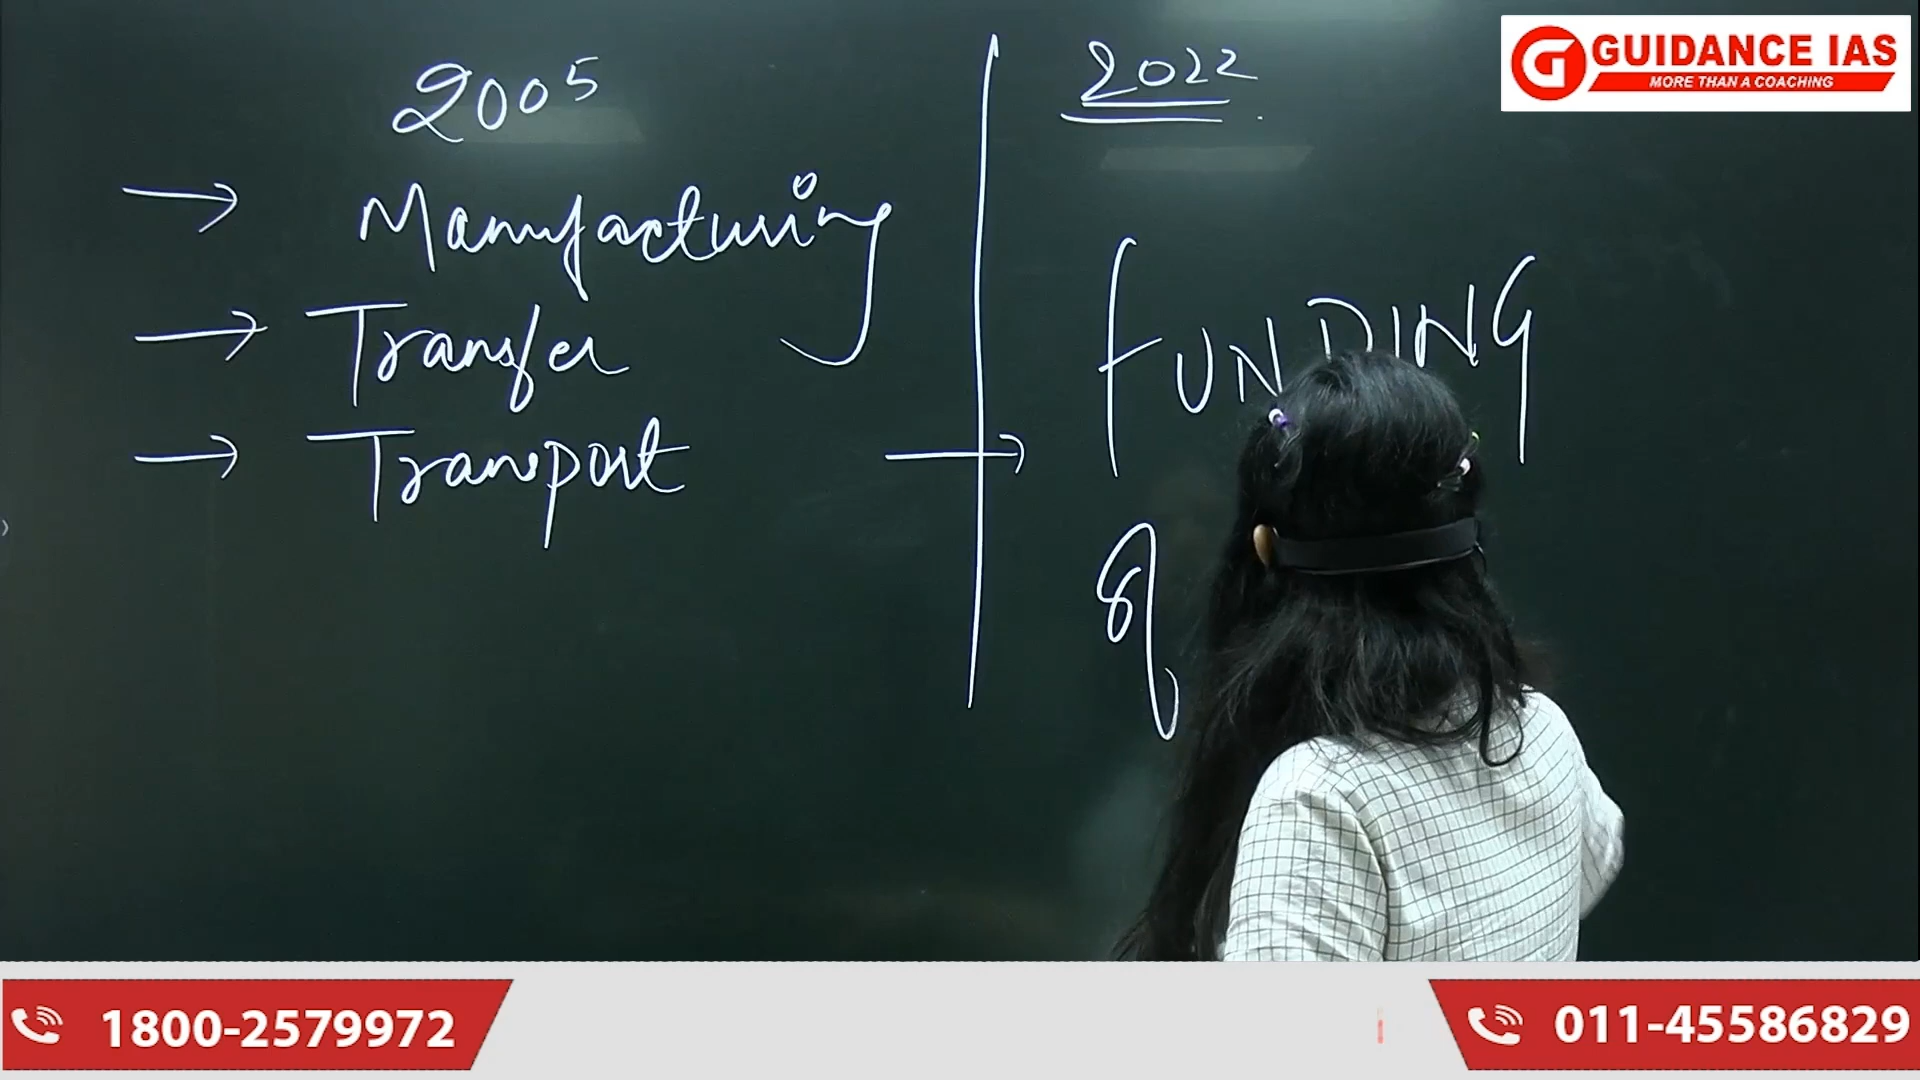 2005
→ Manufacturing
→ Transfer
→ Transport
2022
→ FUNDING
GUIDANCE IAS
MORE THAN A COACHING
1800-2579972
011-45586829